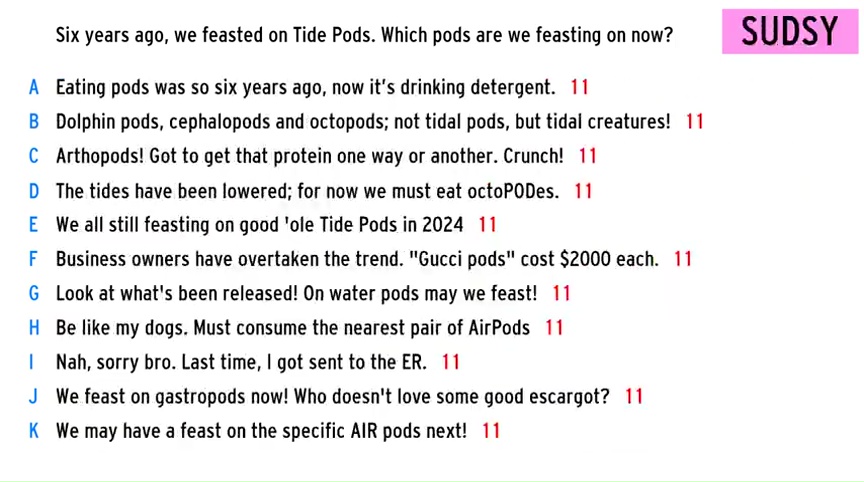 Six years ago, we feasted on Tide Pods. Which pods are we feasting on now?
SUDSY
A Eating pods was so six years ago, now it's drinking detergent. 11
B Dolphin pods, cephalopods and octopods; not tidal pods, but tidal creatures! 11
C Arthopods! Got to get that protein one way or another. Crunch! 11
D The tides have been lowered; for now we must eat octoPODes. 11
E We all still feasting on good 'ole Tide Pods in 2024 11
F Business owners have overtaken the trend. "Gucci pods" cost $2000 each. 11
G Look at what's been released! On water pods may we feast! 11
H Be like my dogs. Must consume the nearest pair of AirPods 11
I Nah, sorry bro. Last time, I got sent to the ER. 11
J We feast on gastropods now! Who doesn't love some good escargot? 11
K We may have a feast on the specific AIR pods next! 11